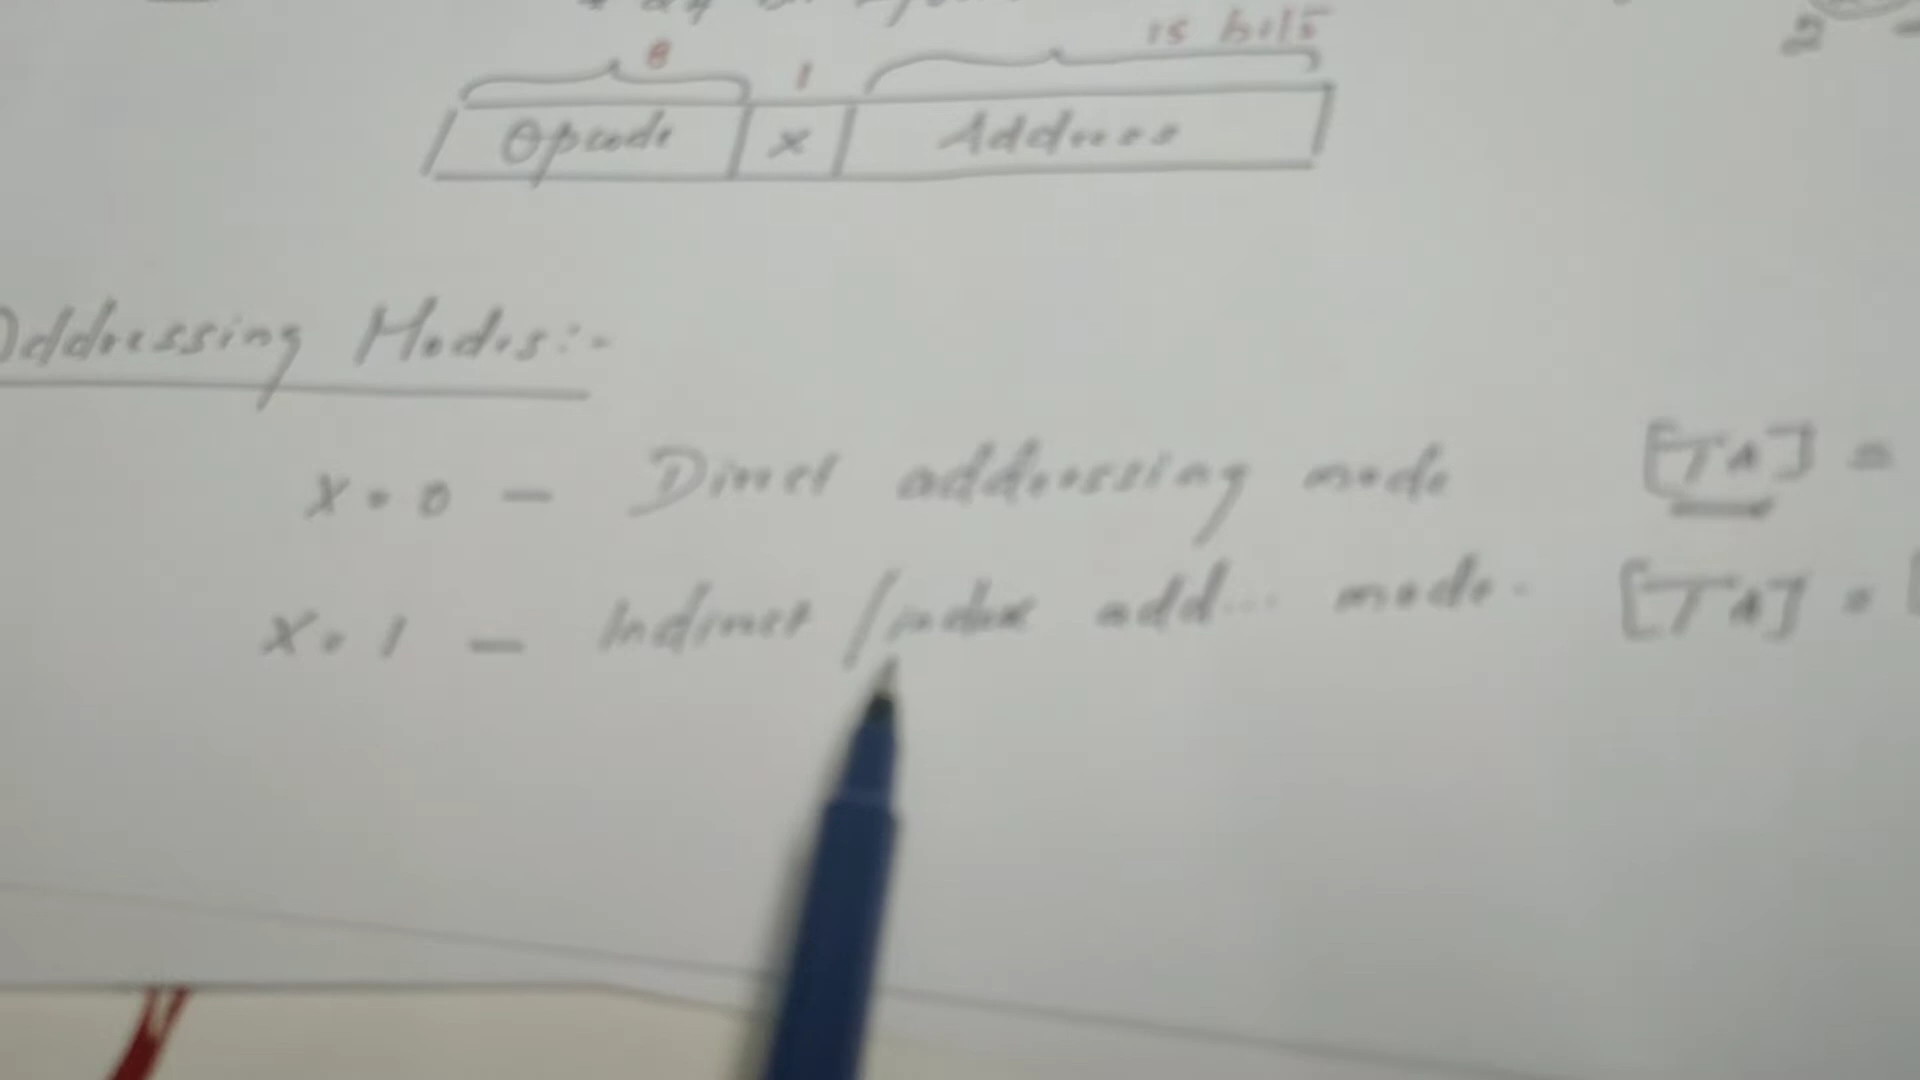 8 1 15 bits
Opcode x Address
Addressing Modes:-
X = 0 — Direct addressing mode [TA] =
X = 1 — Indirect / index add... mode. [TA] = [